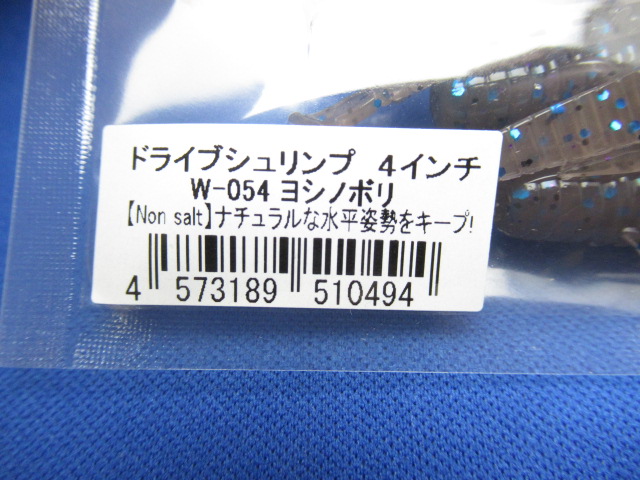 ドライブシュリンプ 4インチ
W-054 ヨシノボリ
【Non salt】ナチュラルな水平姿勢をキープ!
4 573189 510494